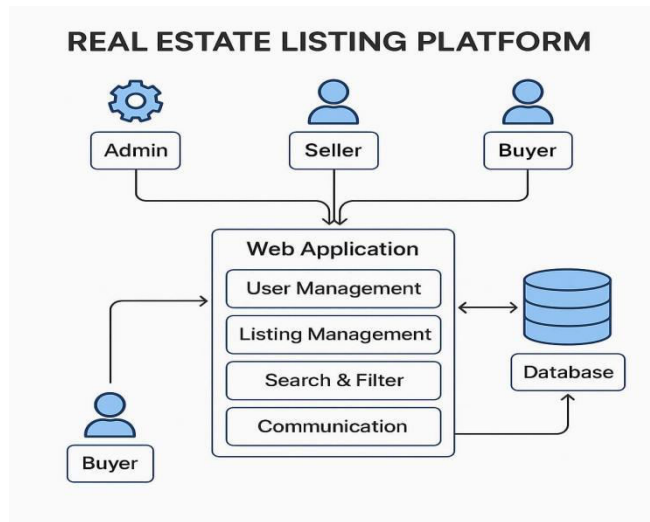 REAL ESTATE LISTING PLATFORM
Admin
Seller
Buyer
Web Application
User Management
Listing Management
Search & Filter
Communication
Database
Buyer